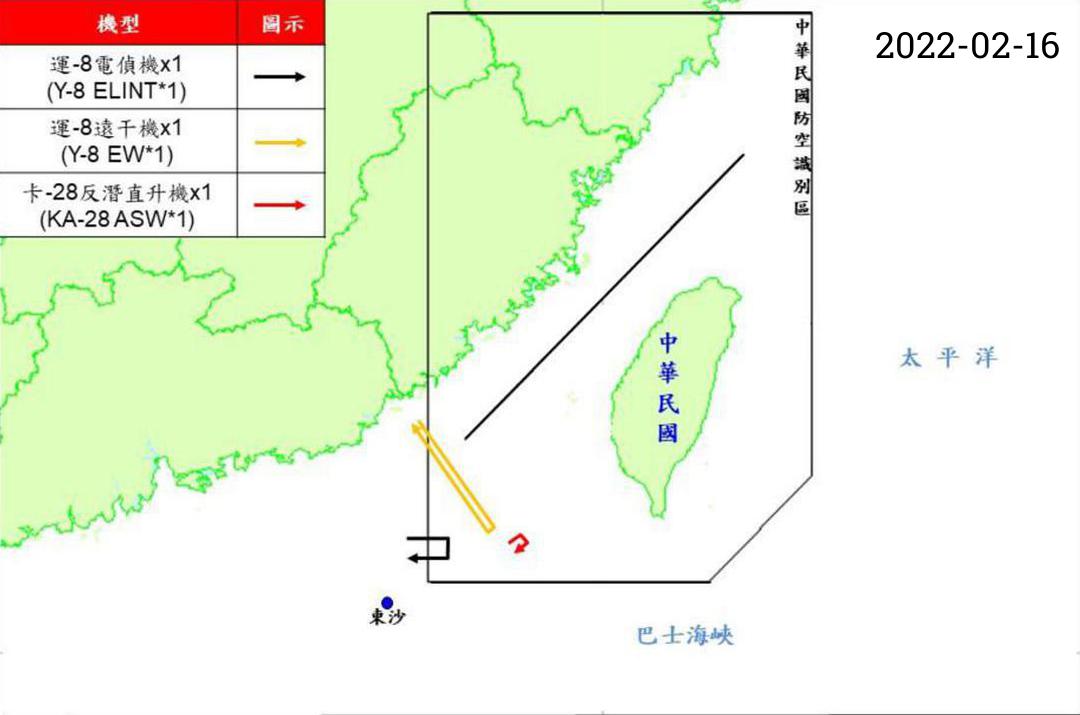 機型
圖示
運-8電偵機x1
(Y-8 ELINT*1)
運-8遠干機x1
(Y-8 EW*1)
卡-28反潛直升機x1
(KA-28 ASW*1)
2022-02-16
中華民國防空識別區
中華民國
太平洋
東沙
巴士海峽